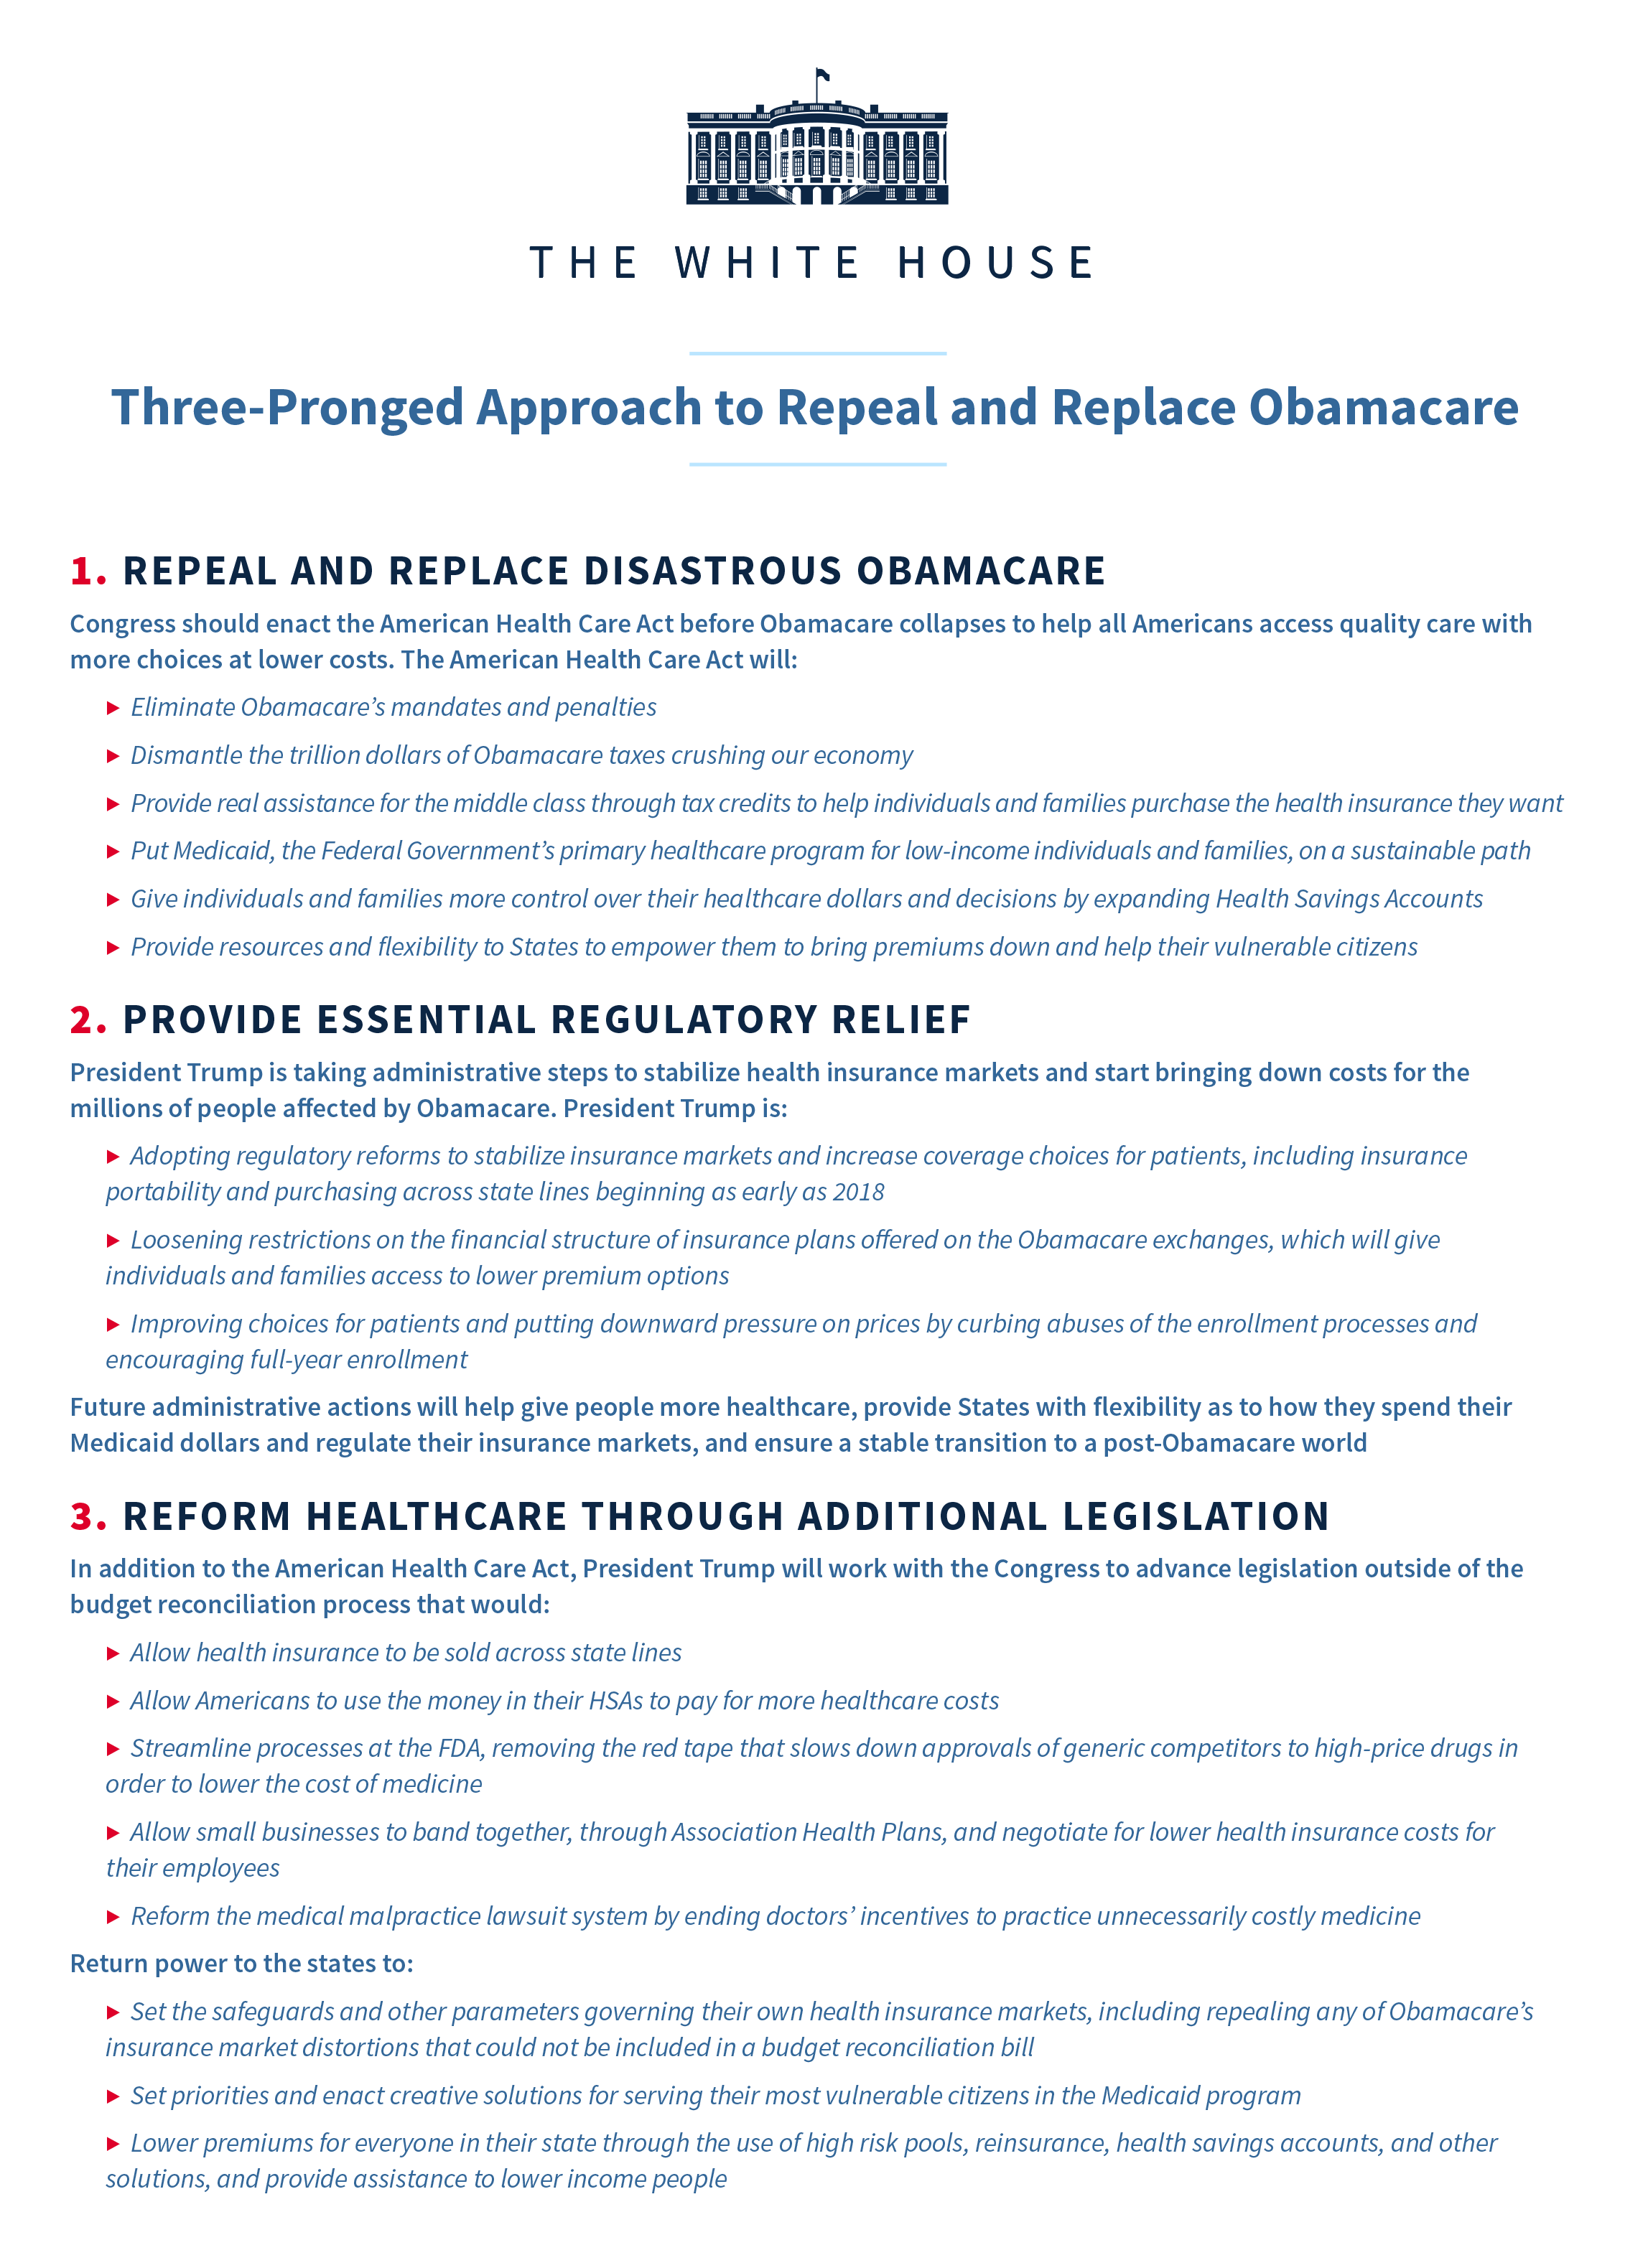 THE WHITE HOUSE
Three-Pronged Approach to Repeal and Replace Obamacare
1. REPEAL AND REPLACE DISASTROUS OBAMACARE
Congress should enact the American Health Care Act before Obamacare collapses to help all Americans access quality care with
more choices at lower costs. The American Health Care Act will:
► Eliminate Obamacare’s mandates and penalties
► Dismantle the trillion dollars of Obamacare taxes crushing our economy
► Provide real assistance for the middle class through tax credits to help individuals and families purchase the health insurance they want
► Put Medicaid, the Federal Government’s primary healthcare program for low-income individuals and families, on a sustainable path
► Give individuals and families more control over their healthcare dollars and decisions by expanding Health Savings Accounts
► Provide resources and flexibility to States to empower them to bring premiums down and help their vulnerable citizens
2. PROVIDE ESSENTIAL REGULATORY RELIEF
President Trump is taking administrative steps to stabilize health insurance markets and start bringing down costs for the
millions of people affected by Obamacare. President Trump is:
► Adopting regulatory reforms to stabilize insurance markets and increase coverage choices for patients, including insurance
portability and purchasing across state lines beginning as early as 2018
► Loosening restrictions on the financial structure of insurance plans offered on the Obamacare exchanges, which will give
individuals and families access to lower premium options
► Improving choices for patients and putting downward pressure on prices by curbing abuses of the enrollment processes and
encouraging full-year enrollment
Future administrative actions will help give people more healthcare, provide States with flexibility as to how they spend their
Medicaid dollars and regulate their insurance markets, and ensure a stable transition to a post-Obamacare world
3. REFORM HEALTHCARE THROUGH ADDITIONAL LEGISLATION
In addition to the American Health Care Act, President Trump will work with the Congress to advance legislation outside of the
budget reconciliation process that would:
► Allow health insurance to be sold across state lines
► Allow Americans to use the money in their HSAs to pay for more healthcare costs
► Streamline processes at the FDA, removing the red tape that slows down approvals of generic competitors to high-price drugs in
order to lower the cost of medicine
► Allow small businesses to band together, through Association Health Plans, and negotiate for lower health insurance costs for
their employees
► Reform the medical malpractice lawsuit system by ending doctors’ incentives to practice unnecessarily costly medicine
Return power to the states to:
► Set the safeguards and other parameters governing their own health insurance markets, including repealing any of Obamacare’s
insurance market distortions that could not be included in a budget reconciliation bill
► Set priorities and enact creative solutions for serving their most vulnerable citizens in the Medicaid program
► Lower premiums for everyone in their state through the use of high risk pools, reinsurance, health savings accounts, and other
solutions, and provide assistance to lower income people